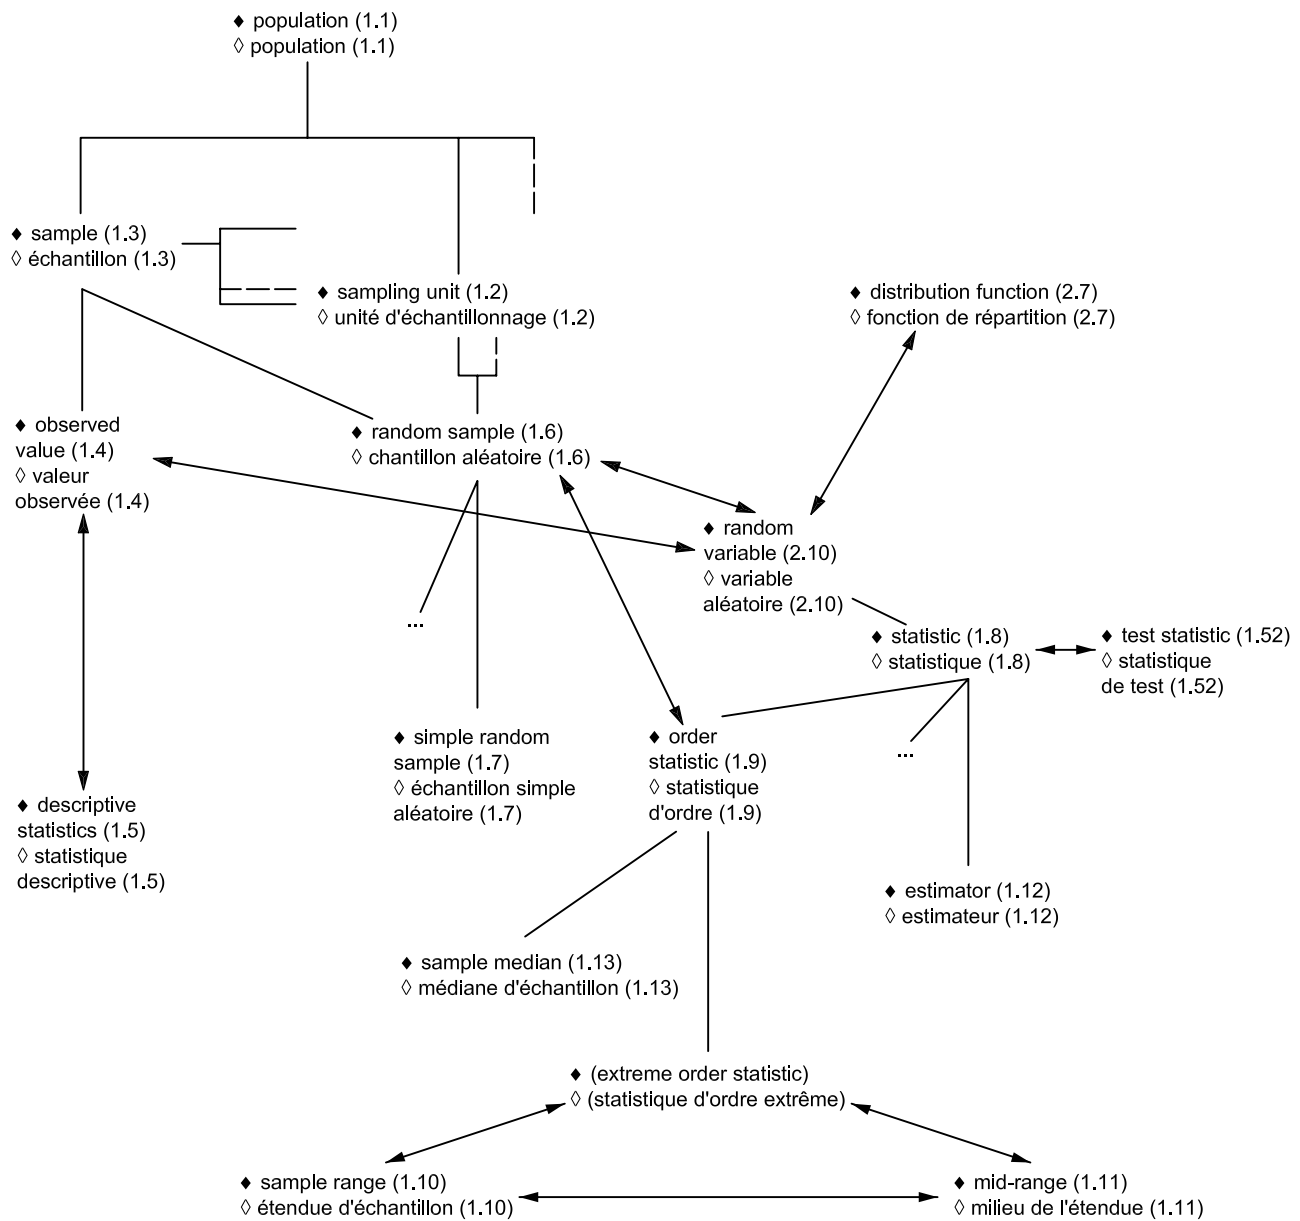 ♦ population (1.1)
◊ population (1.1)
♦ sample (1.3)
◊ échantillon (1.3)
♦ sampling unit (1.2)
◊ unité d'échantillonnage (1.2)
♦ distribution function (2.7)
◊ fonction de répartition (2.7)
♦ observed
value (1.4)
◊ valeur
observée (1.4)
♦ random sample (1.6)
◊ chantillon aléatoire (1.6)
♦ random
variable (2.10)
◊ variable
aléatoire (2.10)
...
♦ statistic (1.8)
◊ statistique (1.8)
♦ test statistic (1.52)
◊ statistique
de test (1.52)
♦ simple random
sample (1.7)
◊ échantillon simple
aléatoire (1.7)
♦ order
statistic (1.9)
◊ statistique
d'ordre (1.9)
...
♦ descriptive
statistics (1.5)
◊ statistique
descriptive (1.5)
♦ estimator (1.12)
◊ estimateur (1.12)
♦ sample median (1.13)
◊ médiane d'échantillon (1.13)
♦ (extreme order statistic)
◊ (statistique d'ordre extrême)
♦ sample range (1.10)
◊ étendue d'échantillon (1.10)
♦ mid-range (1.11)
◊ milieu de l'étendue (1.11)